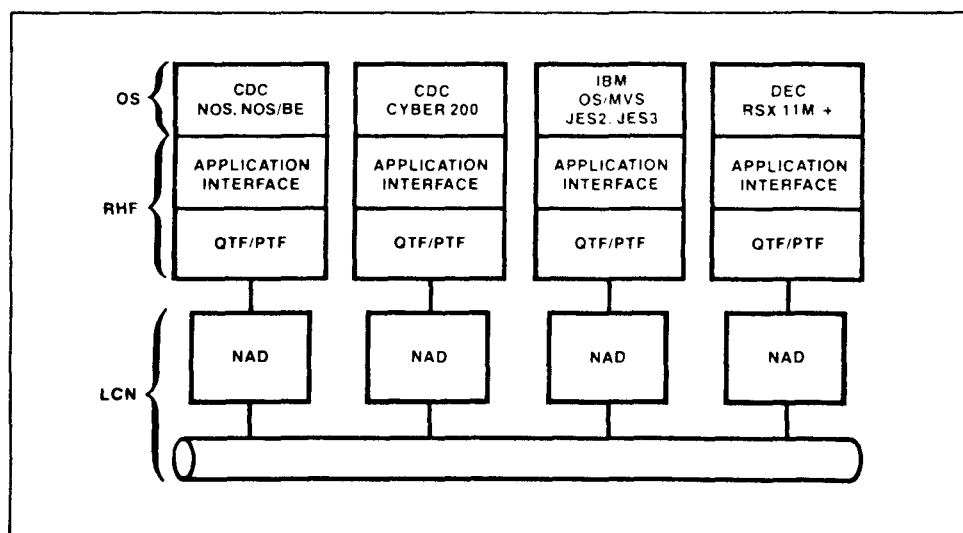 OS
CDC
NOS, NOS/BE
CDC
CYBER 200
IBM
OS/MVS
JES2, JES3
DEC
RSX 11M +
RHF
APPLICATION
INTERFACE
APPLICATION
INTERFACE
APPLICATION
INTERFACE
APPLICATION
INTERFACE
QTF/PTF
QTF/PTF
QTF/PTF
QTF/PTF
LCN
NAD
NAD
NAD
NAD